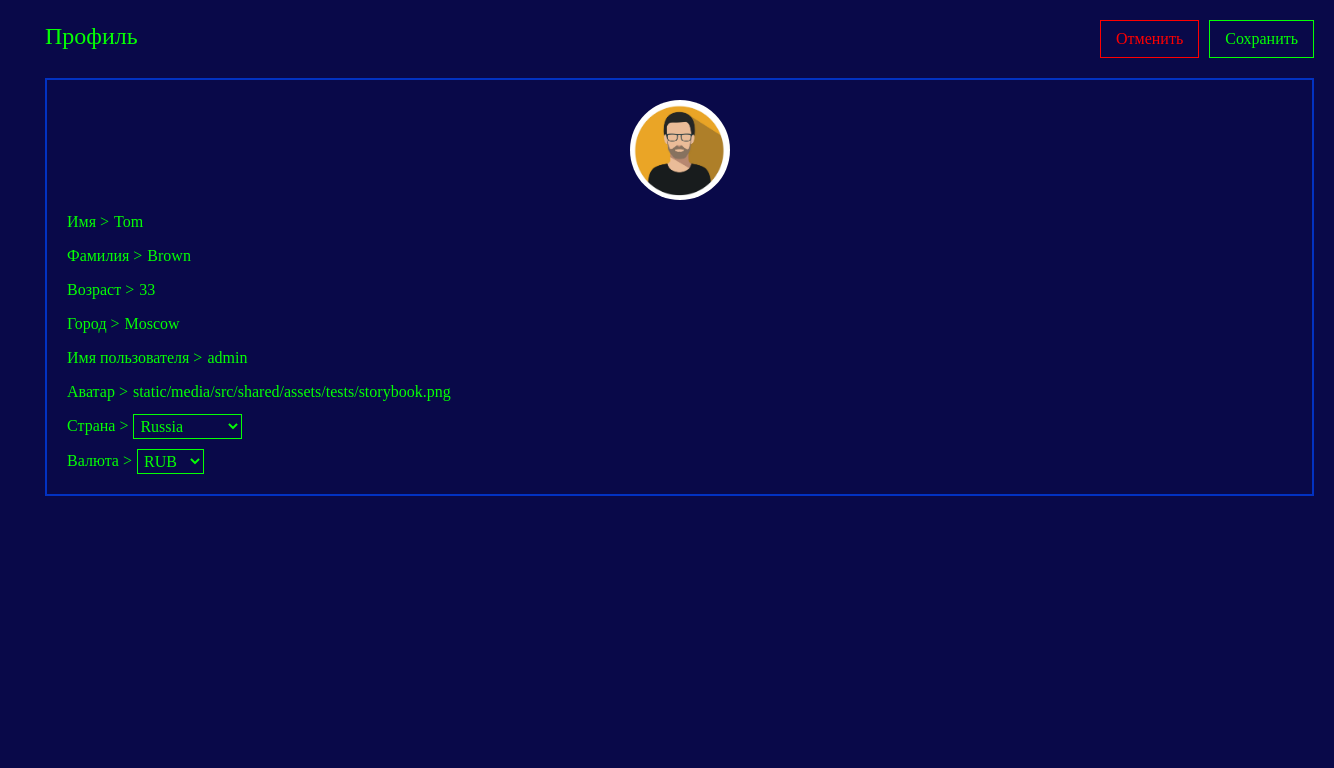 Профиль
Отменить
Сохранить
Имя > Tom
Фамилия > Brown
Возраст > 33
Город > Moscow
Имя пользователя > admin
Аватар > static/media/src/shared/assets/tests/storybook.png
Страна > Russia
Валюта > RUB